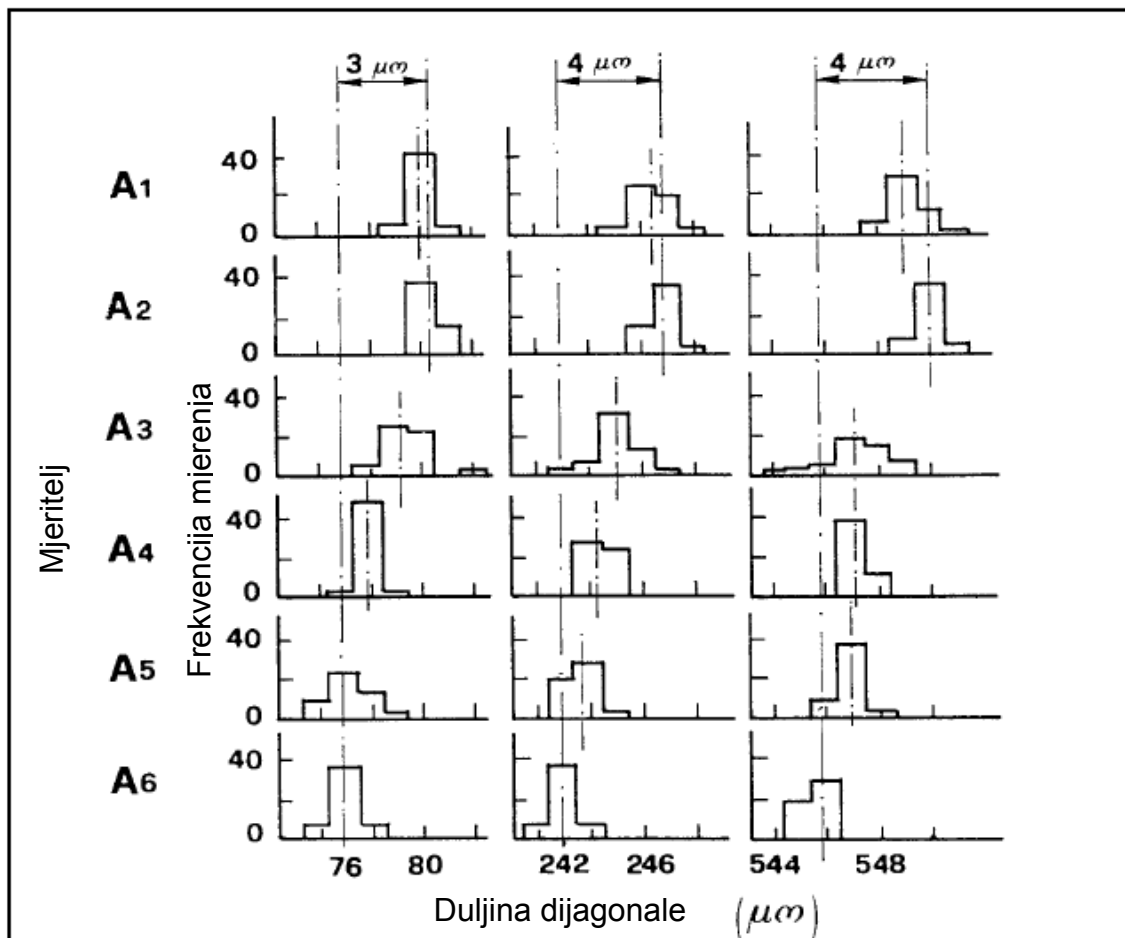 3 μm 4 μm 4 μm
A1 40 0
A2 40 0
A3 40 0
A4 40 0
A5 40 0
A6 40 0
Mjeritelj
Frekvencija mjerenia
76 80 242 246 544 548
Duljina dijagonale (μm)